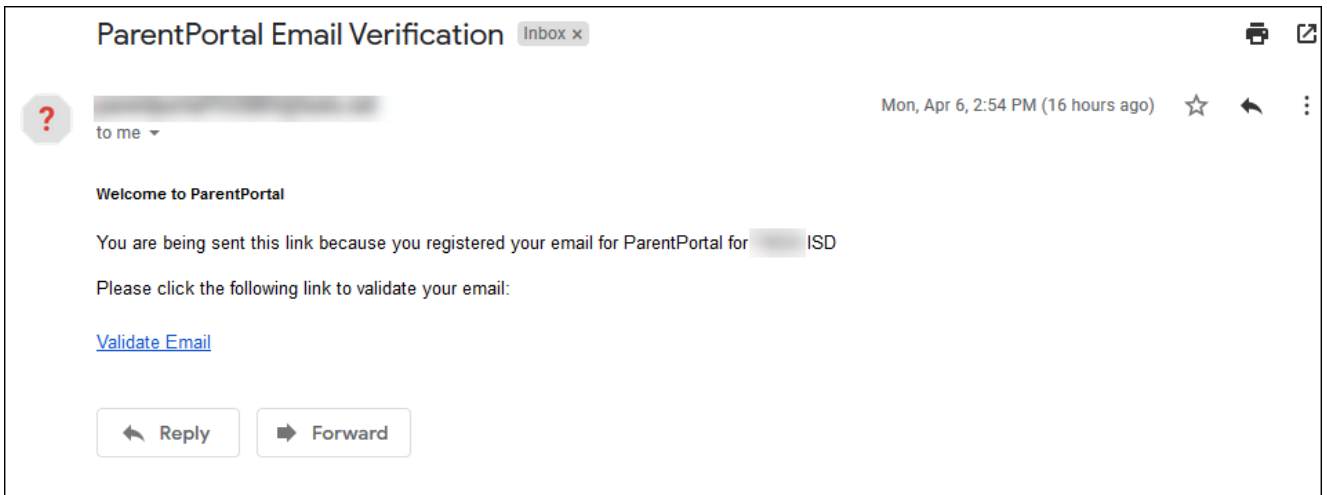 ParentPortal Email Verification Inbox x
?
Mon, Apr 6, 2:54 PM (16 hours ago)
to me
Welcome to ParentPortal
You are being sent this link because you registered your email for ParentPortal for ISD
Please click the following link to validate your email:
Validate Email
Reply Forward